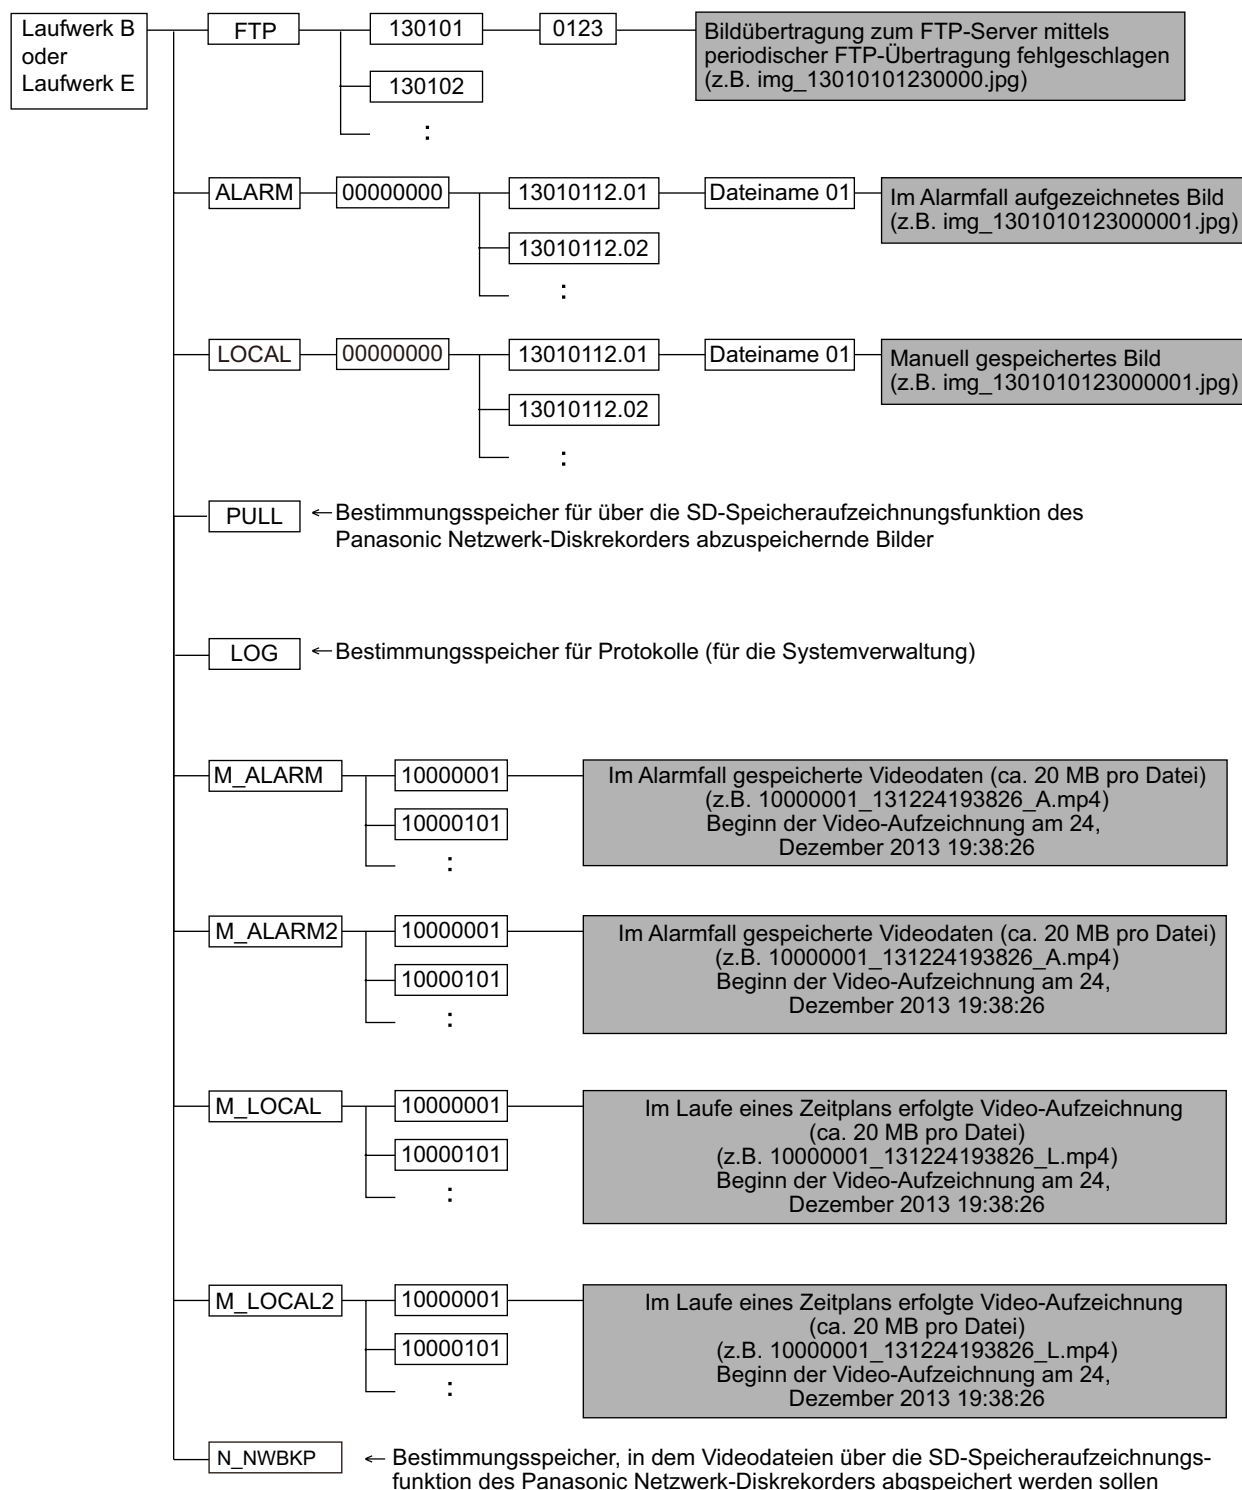 Laufwerk B
oder
Laufwerk E
FTP
130101
0123
Bildübertragung zum FTP-Server mittels
periodischer FTP-Übertragung fehlgeschlagen
(z.B. img_13010101230000.jpg)
130102
:
ALARM
00000000
13010112.01
Dateiname 01
Im Alarmfall aufgezeichnetes Bild
(z.B. img_1301010123000001.jpg)
13010112.02
:
LOCAL
00000000
13010112.01
Dateiname 01
Manuell gespeichertes Bild
(z.B. img_1301010123000001.jpg)
13010112.02
:
PULL
←Bestimmungsspeicher für über die SD-Speicheraufzeichnungsfunktion des
Panasonic Netzwerk-Diskrekorders abzuspeichernde Bilder
LOG
←Bestimmungsspeicher für Protokolle (für die Systemverwaltung)
M_ALARM
10000001
Im Alarmfall gespeicherte Videodaten (ca. 20 MB pro Datei)
(z.B. 10000001_131224193826_A.mp4)
Beginn der Video-Aufzeichnung am 24,
Dezember 2013 19:38:26
10000101
:
M_ALARM2
10000001
Im Alarmfall gespeicherte Videodaten (ca. 20 MB pro Datei)
(z.B. 10000001_131224193826_A.mp4)
Beginn der Video-Aufzeichnung am 24,
Dezember 2013 19:38:26
10000101
:
M_LOCAL
10000001
Im Laufe eines Zeitplans erfolgte Video-Aufzeichnung
(ca. 20 MB pro Datei)
(z.B. 10000001_131224193826_L.mp4)
Beginn der Video-Aufzeichnung am 24,
Dezember 2013 19:38:26
10000101
:
M_LOCAL2
10000001
Im Laufe eines Zeitplans erfolgte Video-Aufzeichnung
(ca. 20 MB pro Datei)
(z.B. 10000001_131224193826_L.mp4)
Beginn der Video-Aufzeichnung am 24,
Dezember 2013 19:38:26
10000101
:
N_NWBKP
← Bestimmungsspeicher, in dem Videodateien über die SD-Speicheraufzeichnungs-
funktion des Panasonic Netzwerk-Diskrekorders abgspeichert werden sollen